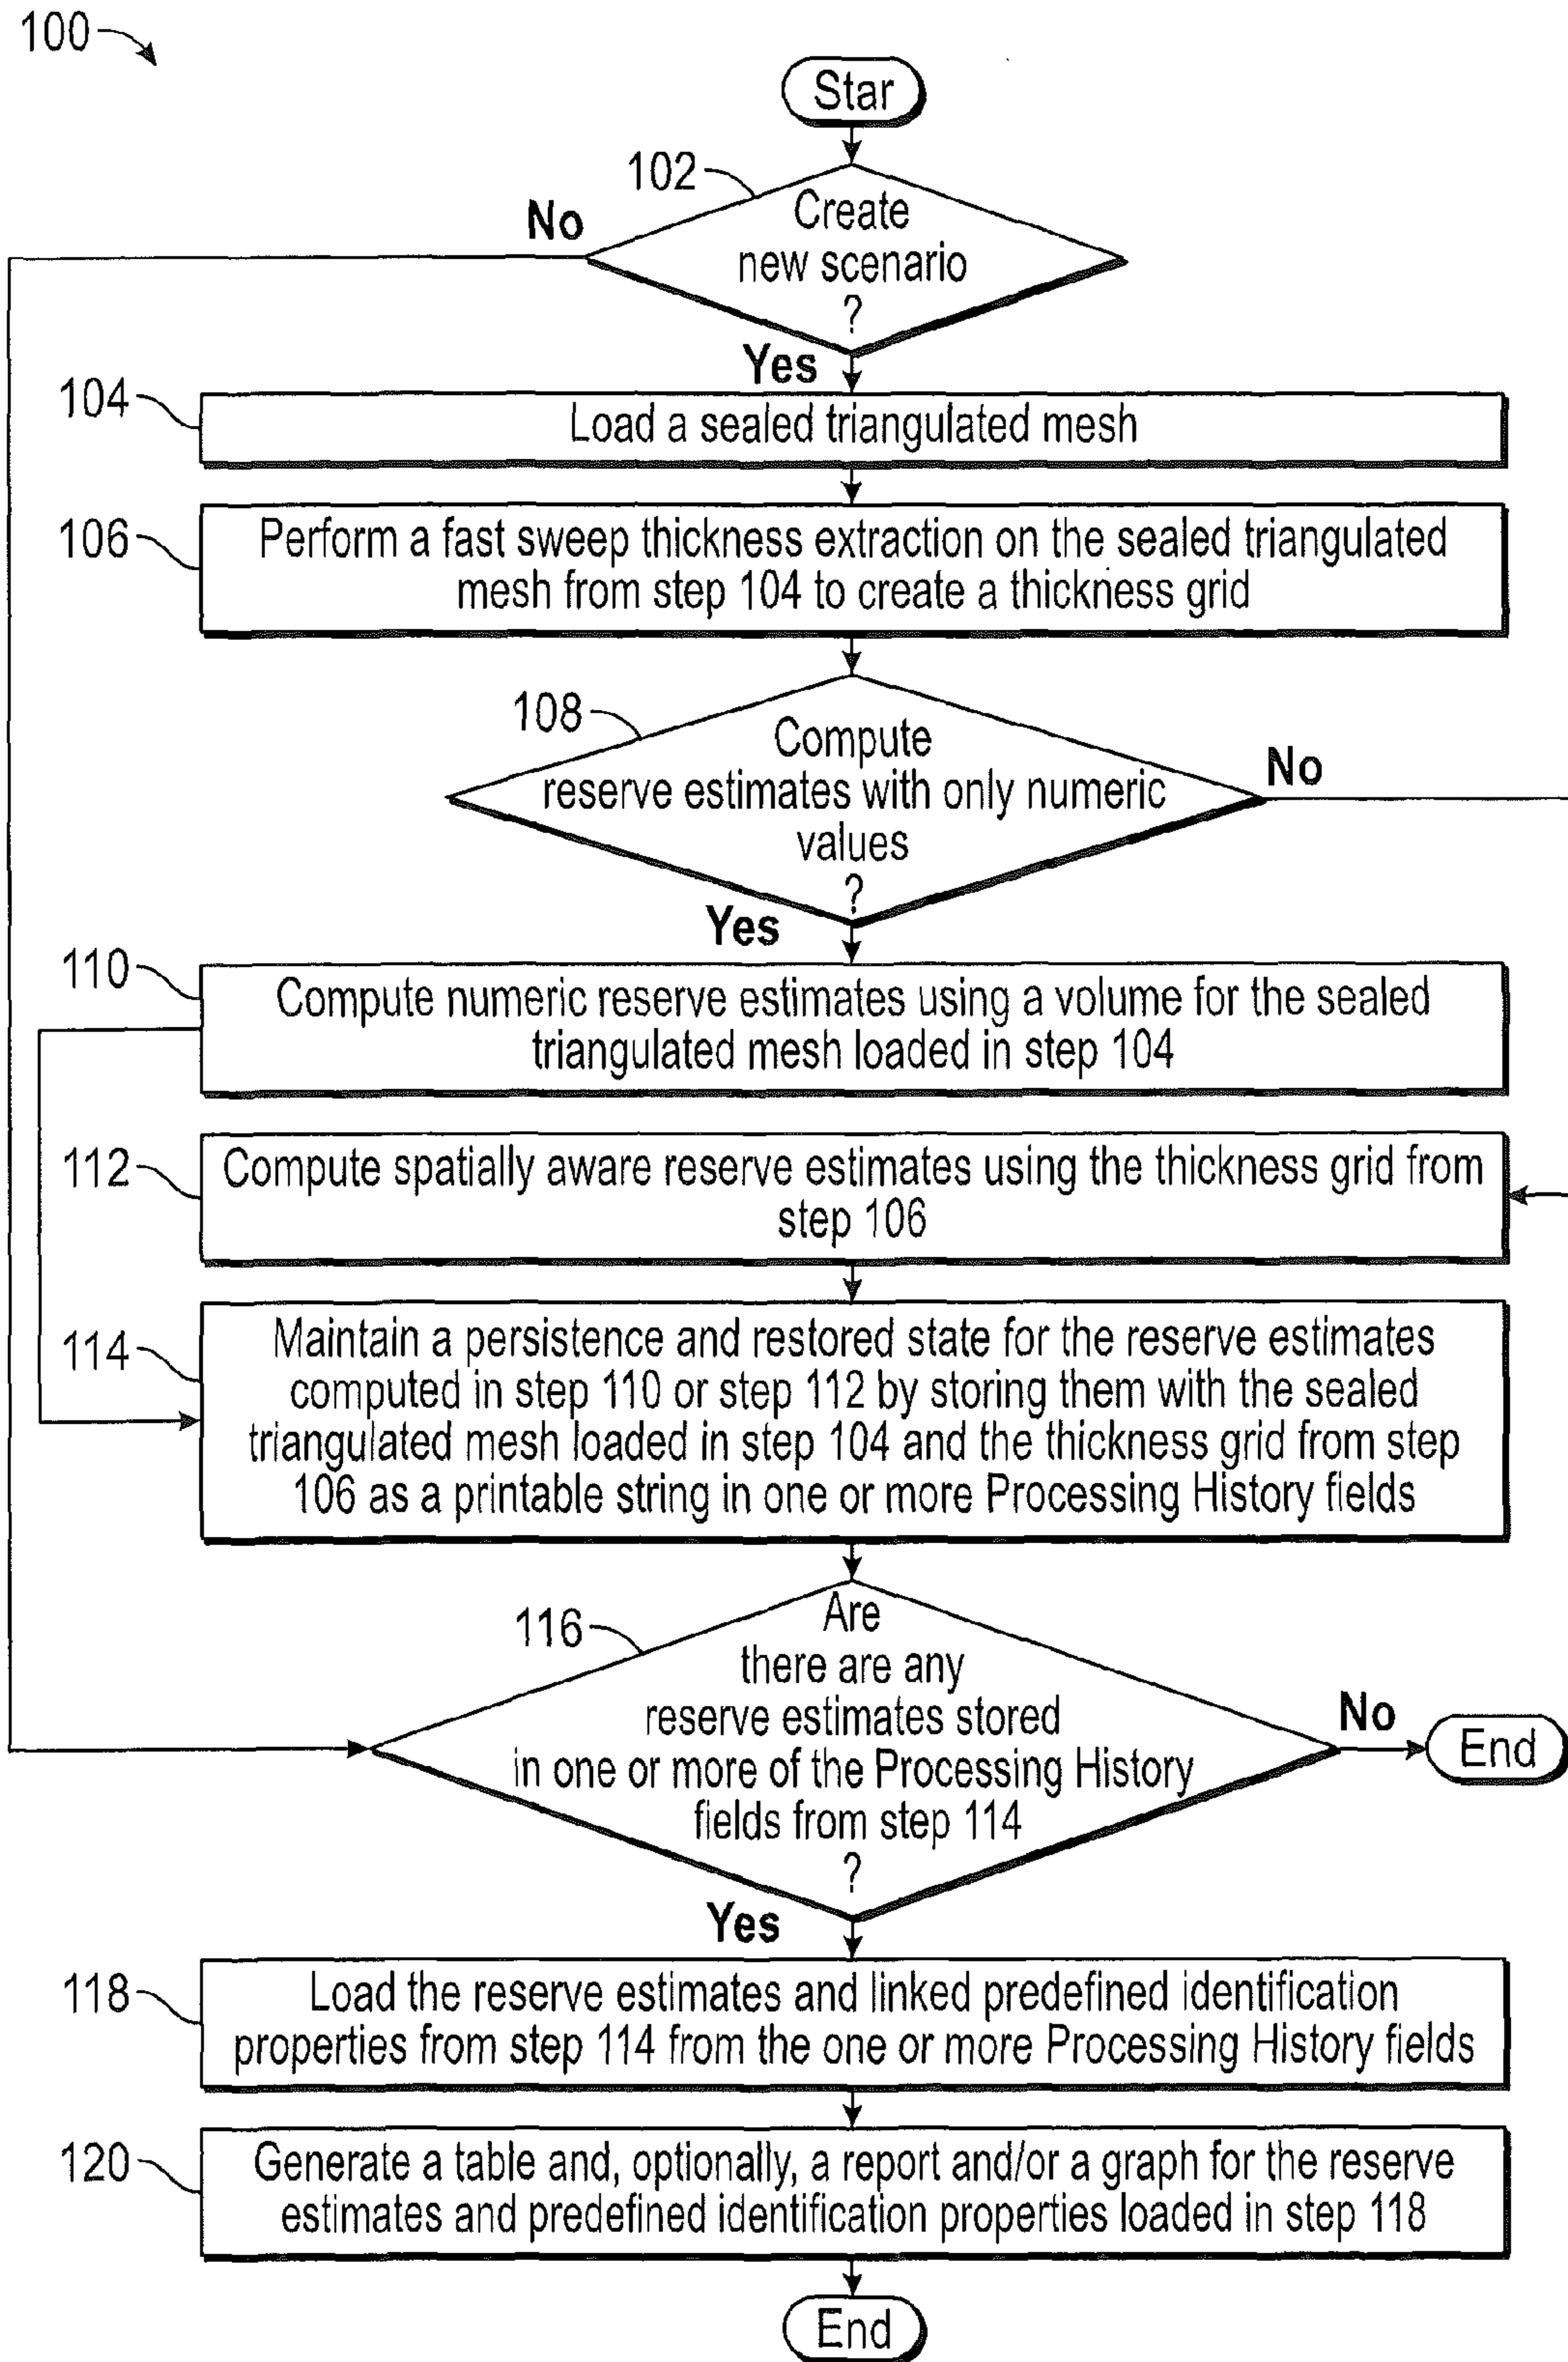 100
Star
102
Create
new scenario
?
No
Yes
104
Load a sealed triangulated mesh
106
Perform a fast sweep thickness extraction on the sealed triangulated
mesh from step 104 to create a thickness grid
108
Compute
reserve estimates with only numeric
values
?
No
Yes
110
Compute numeric reserve estimates using a volume for the sealed
triangulated mesh loaded in step 104
112
Compute spatially aware reserve estimates using the thickness grid from
step 106
114
Maintain a persistence and restored state for the reserve estimates
computed in step 110 or step 112 by storing them with the sealed
triangulated mesh loaded in step 104 and the thickness grid from step
106 as a printable string in one or more Processing History fields
116
Are
there are any
reserve estimates stored
in one or more of the Processing History
fields from step 114
?
No
End
Yes
118
Load the reserve estimates and linked predefined identification
properties from step 114 from the one or more Processing History fields
120
Generate a table and, optionally, a report and/or a graph for the reserve
estimates and predefined identification properties loaded in step 118
End